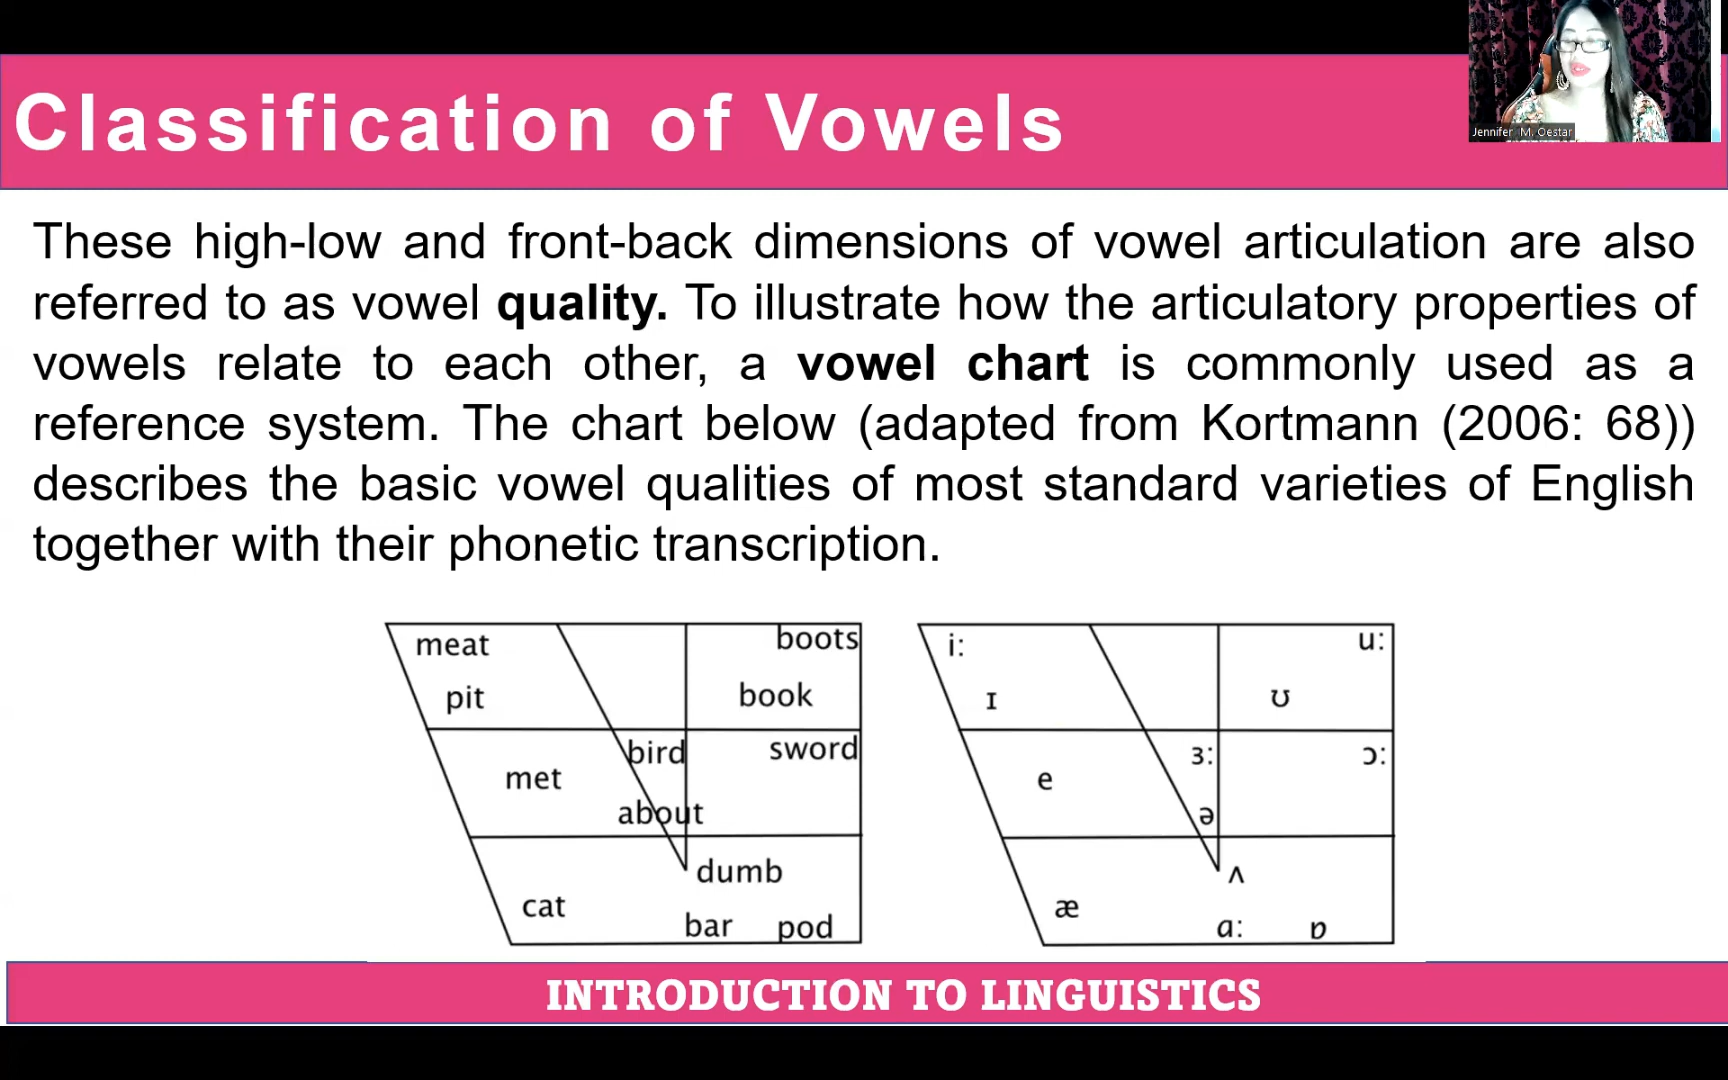 Classification of Vowels
Jennifer M. Oestar
These high-low and front-back dimensions of vowel articulation are also
referred to as vowel quality. To illustrate how the articulatory properties of
vowels relate to each other, a vowel chart is commonly used as a
reference system. The chart below (adapted from Kortmann (2006: 68))
describes the basic vowel qualities of most standard varieties of English
together with their phonetic transcription.
meat boots
pit book
bird sword
met
about
dumb
cat
bar pod
i: u:
ɪ ʊ
ɜ: ɔ:
e
ə
ʌ
æ
ɑ: ɒ
INTRODUCTION TO LINGUISTICS